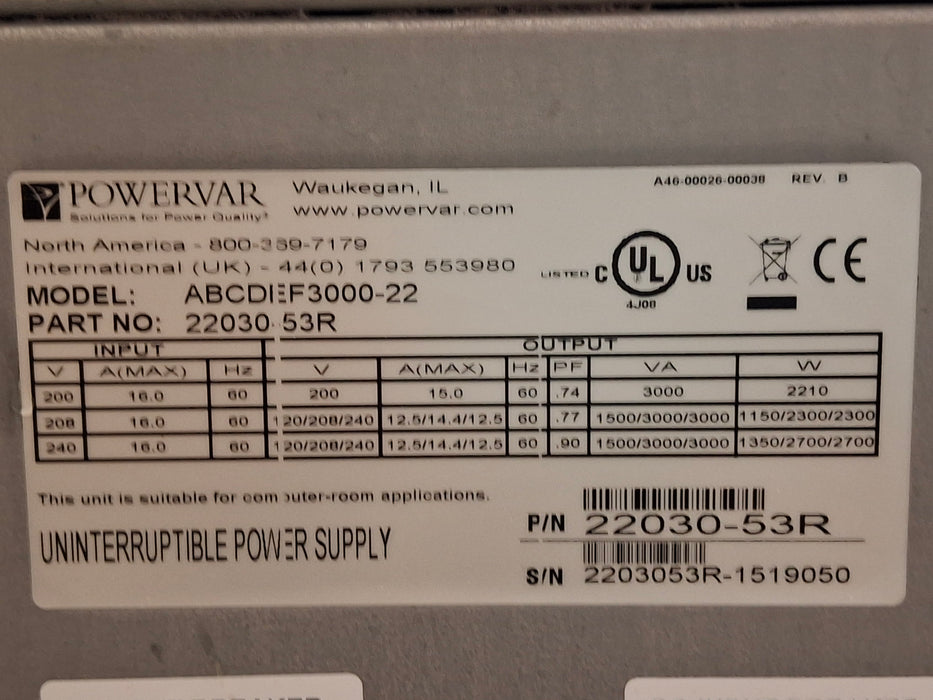 POWERVAR
Solutions for Power Quality®
Waukegan, IL
www.powervar.com
A46-00026-00038 REV. B
North America - 800-369-7179
International (UK) - 44(0) 1793 553980
LISTED C UL US
4J08
CE
MODEL: ABCDEF3000-22
PART NO: 22030-53R
INPUT OUTPUT
V A(MAX) Hz V A(MAX) Hz PF VA W
200 16.0 60 200 15.0 60 .74 3000 2210
208 16.0 60 120/208/240 12.5/14.4/12.5 60 .77 1500/3000/3000 1150/2300/2300
240 16.0 60 120/208/240 12.5/14.4/12.5 60 .90 1500/3000/3000 1350/2700/2700
This unit is suitable for computer-room applications.
UNINTERRUPTIBLE POWER SUPPLY
P/N 22030-53R
S/N 2203053R-1519050